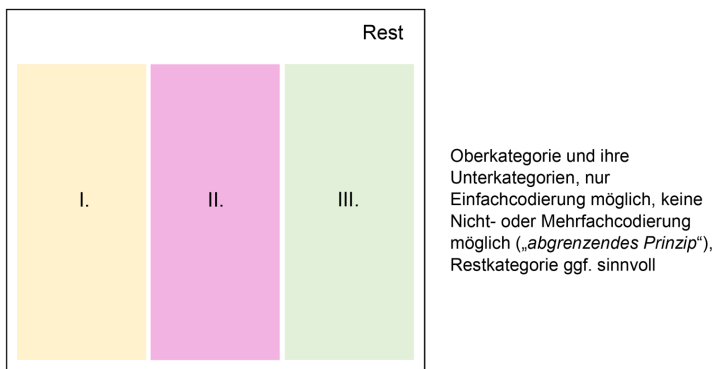 Rest
I.
II.
III.
Oberkategorie und ihre
Unterkategorien, nur
Einfachcodierung möglich, keine
Nicht- oder Mehrfachcodierung
möglich („abgrenzendes Prinzip“),
Restkategorie ggf. sinnvoll